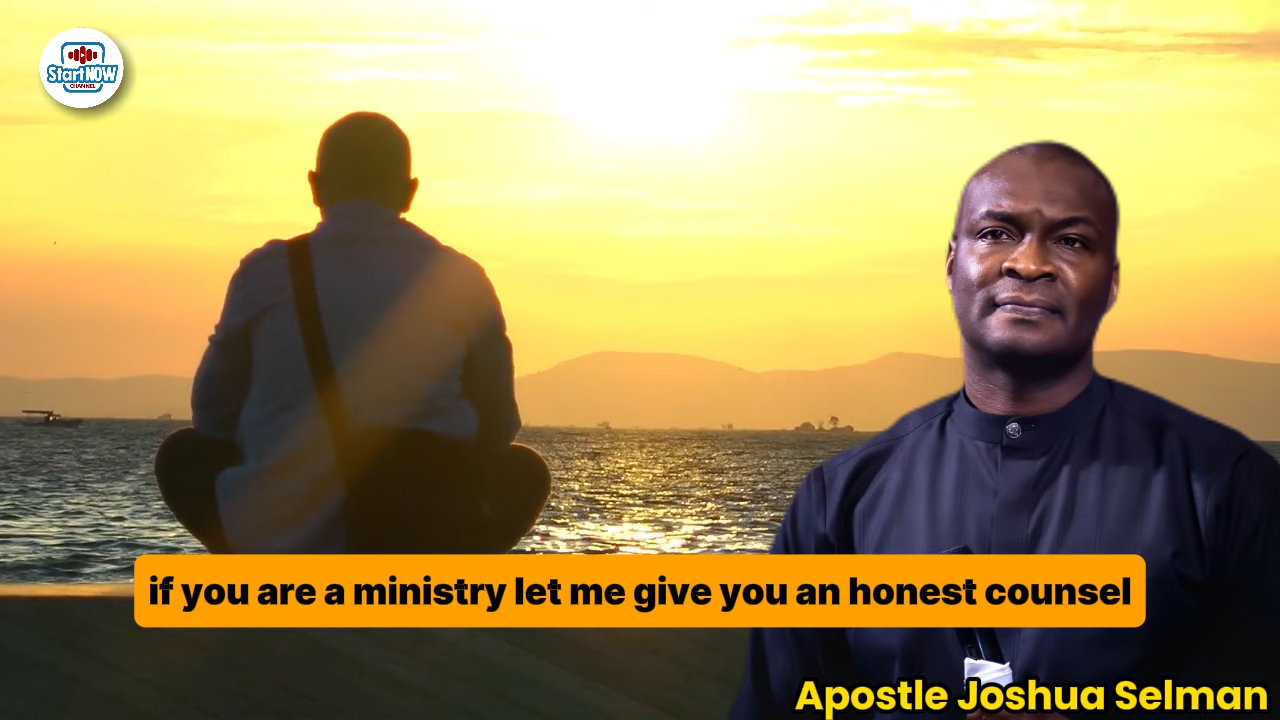 StartNOW
CHANNEL
if you are a ministry let me give you an honest counsel
Apostle Joshua Selman